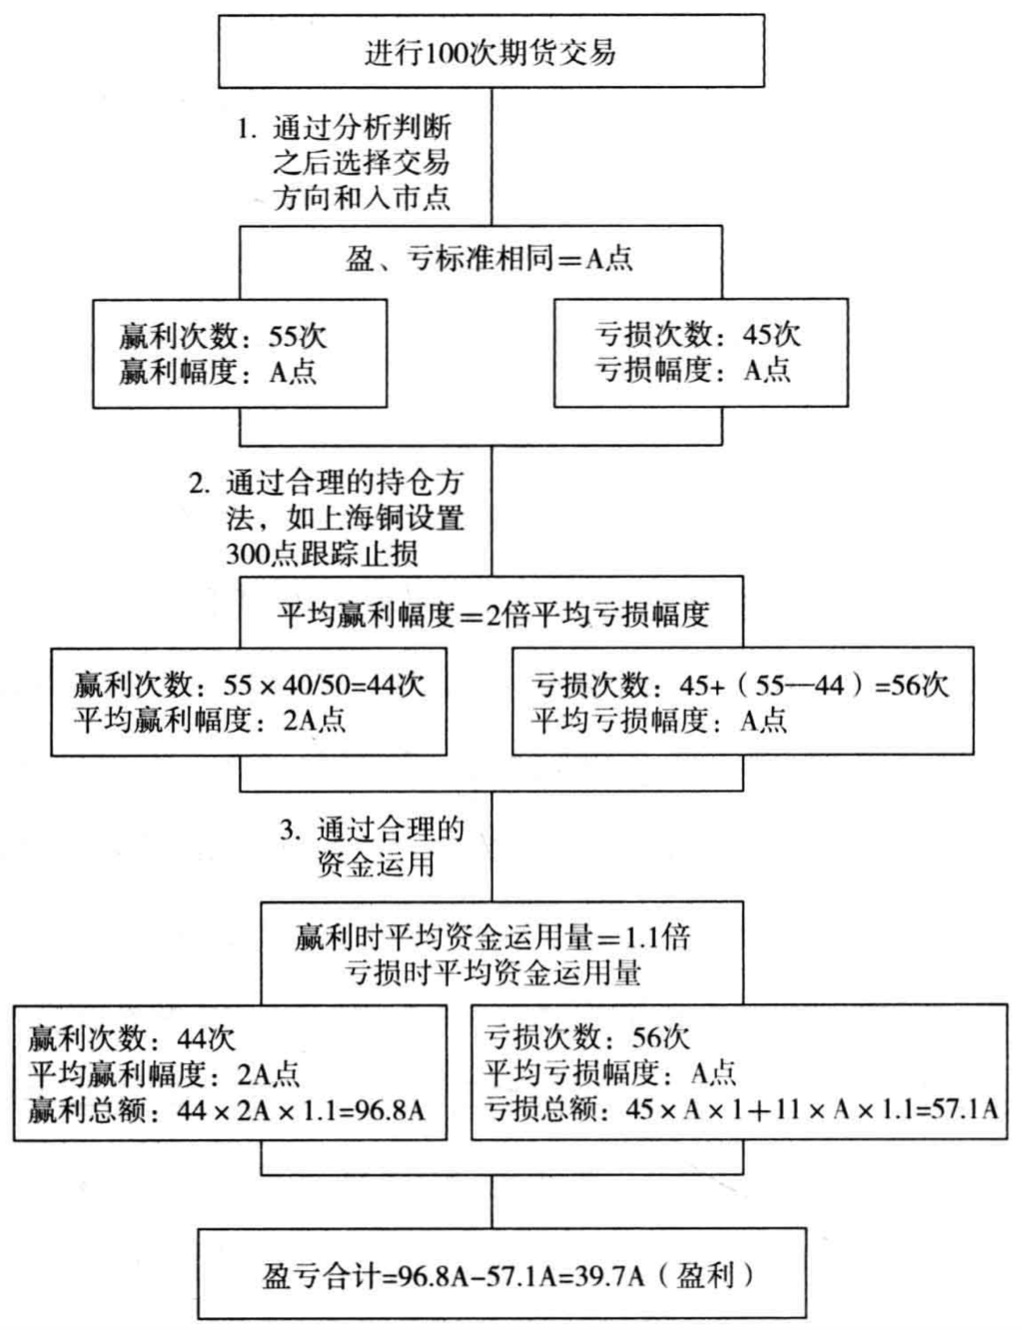 进行100次期货交易
1. 通过分析判断
之后选择交易
方向和入市点
盈、亏标准相同＝A点
赢利次数：55次
赢利幅度：A点
亏损次数：45次
亏损幅度：A点
2. 通过合理的持仓方
法，如上海铜设置
300点跟踪止损
平均赢利幅度＝2倍平均亏损幅度
赢利次数：55×40/50=44次
平均赢利幅度：2A点
亏损次数：45+（55—44）=56次
平均亏损幅度：A点
3. 通过合理的
资金运用
赢利时平均资金运用量＝1.1倍
亏损时平均资金运用量
赢利次数：44次
平均赢利幅度：2A点
赢利总额：44×2A×1.1=96.8A
亏损次数：56次
平均亏损幅度：A点
亏损总额：45×A×1＋11×A×1.1=57.1A
盈亏合计=96.8A-57.1A=39.7A（盈利）